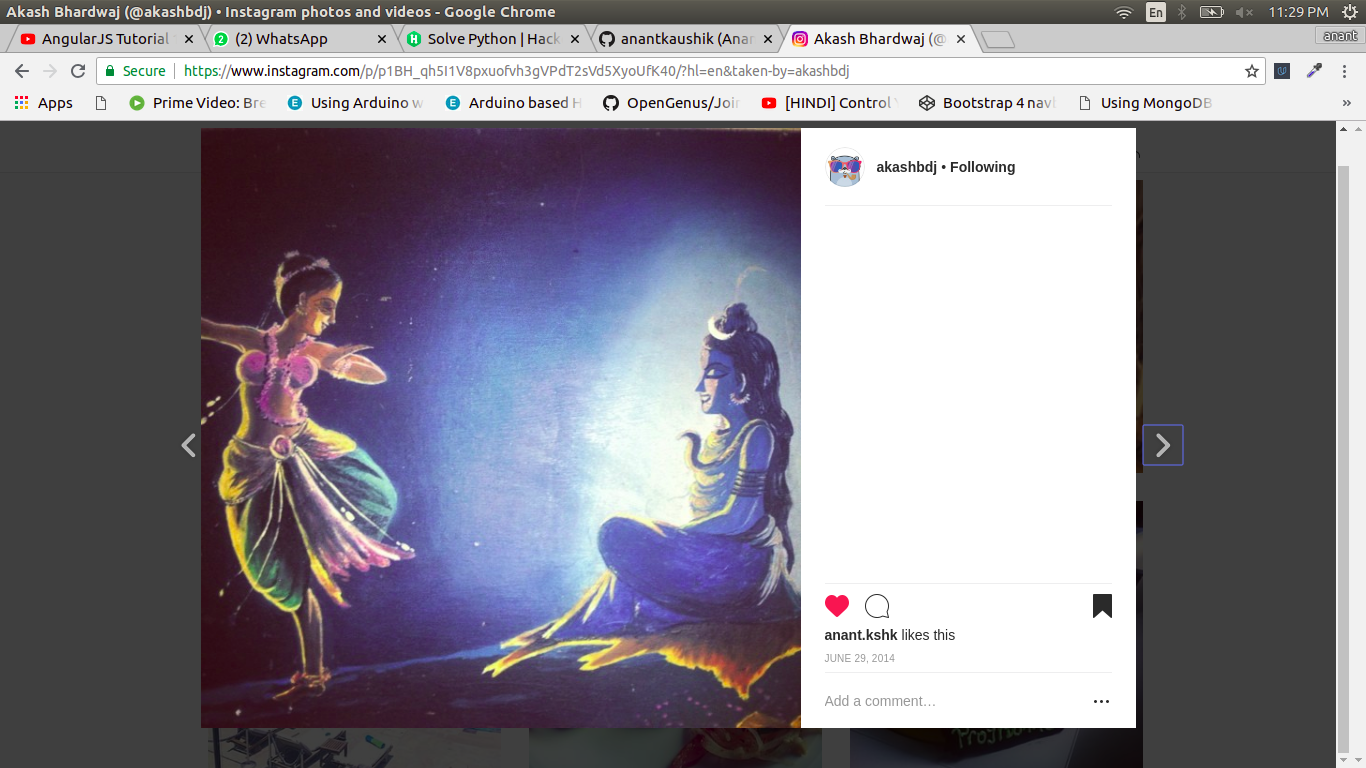 Akash Bhardwaj (@akashbdj) • Instagram photos and videos - Google Chrome
En
11:29 PM
AngularJS Tutorial
(2) WhatsApp
Solve Python | Hack
anantkaushik (Anan
Akash Bhardwaj (@
anant
Secure
https://www.instagram.com/p/p1BH_qh5I1V8pxuofvh3gVPdT2sVd5XyoUfK40/?hl=en&taken-by=akashbdj
Apps
Prime Video: Bre
Using Arduino w
Arduino based H
OpenGenus/Join
[HINDI] Control Y
Bootstrap 4 navb
Using MongoDB
»
akashbdj • Following
anant.kshk likes this
JUNE 29, 2014
Add a comment…